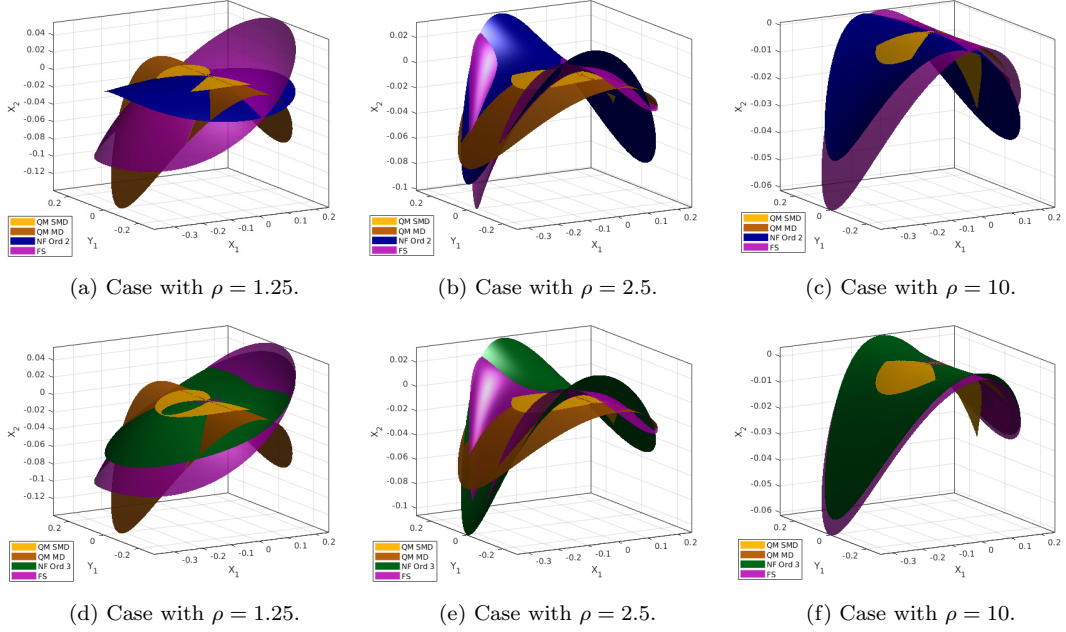 0.04
0.02
0
-0.02
-0.04
-0.06
-0.08
-0.1
-0.12
X2
0.2
0
-0.2
Y1
-0.3
-0.2
-0.1
0
0.1
0.2
X1
QM SMD
QM MD
NF Ord 2
FS
(a) Case with ρ = 1.25.
0.02
0
-0.02
-0.04
-0.06
-0.08
-0.1
X2
0.2
0
-0.2
Y1
-0.3
-0.2
-0.1
0
0.1
0.2
X1
QM SMD
QM MD
NF Ord 2
FS
(b) Case with ρ = 2.5.
0
-0.01
-0.02
-0.03
-0.04
-0.05
-0.06
X2
0.2
0
-0.2
Y1
-0.3
-0.2
-0.1
0
0.1
0.2
X1
QM SMD
QM MD
NF Ord 2
FS
(c) Case with ρ = 10.
0.04
0.02
0
-0.02
-0.04
-0.06
-0.08
-0.1
-0.12
X2
0.2
0
-0.2
Y1
-0.3
-0.2
-0.1
0
0.1
0.2
X1
QM SMD
QM MD
NF Ord 3
FS
(d) Case with ρ = 1.25.
0.02
0
-0.02
-0.04
-0.06
-0.08
-0.1
X2
0.2
0
-0.2
Y1
-0.3
-0.2
-0.1
0
0.1
0.2
X1
QM SMD
QM MD
NF Ord 3
FS
(e) Case with ρ = 2.5.
0
-0.01
-0.02
-0.03
-0.04
-0.05
-0.06
X2
0.2
0
-0.2
Y1
-0.3
-0.2
-0.1
0
0.1
0.2
X1
QM SMD
QM MD
NF Ord 3
FS
(f) Case with ρ = 10.